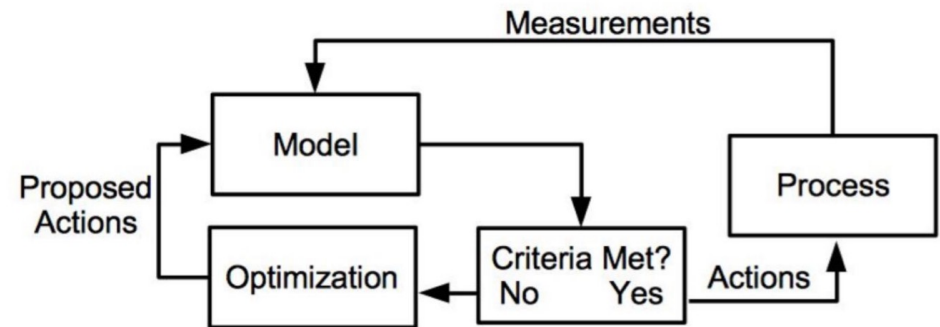 Measurements
Model
Process
Proposed
Actions
Optimization
Criteria Met?
No Yes
Actions